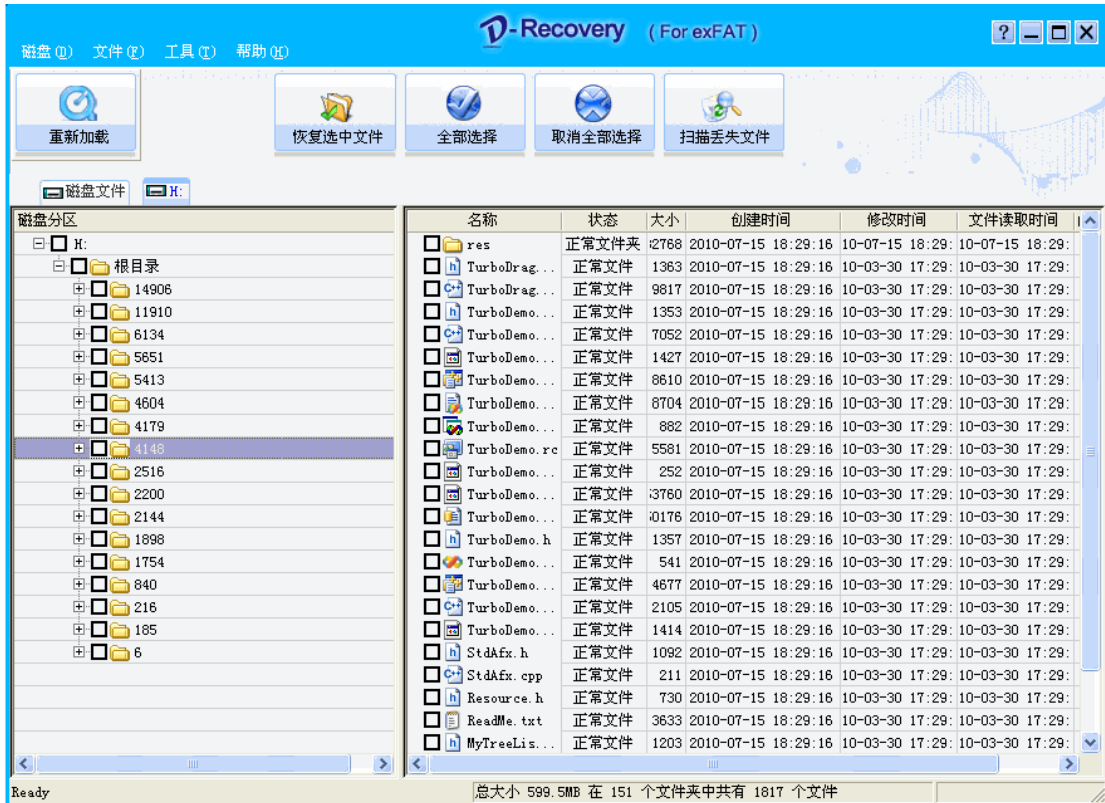 D-Recovery (For exFAT)
磁盘(D) 文件(F) 工具(T) 帮助(H)
重新加载 恢复选中文件 全部选择 取消全部选择 扫描丢失文件
磁盘文件 H:
磁盘分区
H:
根目录
14906
11910
6134
5651
5413
4604
4179
4148
2516
2200
2144
1898
1754
840
216
185
6
名称 状态 大小 创建时间 修改时间 文件读取时间
res 正常文件夹 2768 2010-07-15 18:29:16 10-07-15 18:29: 10-07-15 18:29:
TurboDrag... 正常文件 1363 2010-07-15 18:29:16 10-03-30 17:29: 10-03-30 17:29:
TurboDrag... 正常文件 9817 2010-07-15 18:29:16 10-03-30 17:29: 10-03-30 17:29:
TurboDemo... 正常文件 1353 2010-07-15 18:29:16 10-03-30 17:29: 10-03-30 17:29:
TurboDemo... 正常文件 7052 2010-07-15 18:29:16 10-03-30 17:29: 10-03-30 17:29:
TurboDemo... 正常文件 1427 2010-07-15 18:29:16 10-03-30 17:29: 10-03-30 17:29:
TurboDemo... 正常文件 8610 2010-07-15 18:29:16 10-03-30 17:29: 10-03-30 17:29:
TurboDemo... 正常文件 8704 2010-07-15 18:29:16 10-03-30 17:29: 10-03-30 17:29:
TurboDemo... 正常文件 882 2010-07-15 18:29:16 10-03-30 17:29: 10-03-30 17:29:
TurboDemo.rc 正常文件 5581 2010-07-15 18:29:16 10-03-30 17:29: 10-03-30 17:29:
TurboDemo... 正常文件 252 2010-07-15 18:29:16 10-03-30 17:29: 10-03-30 17:29:
TurboDemo... 正常文件 3760 2010-07-15 18:29:16 10-03-30 17:29: 10-03-30 17:29:
TurboDemo... 正常文件 0176 2010-07-15 18:29:16 10-03-30 17:29: 10-03-30 17:29:
TurboDemo.h 正常文件 1357 2010-07-15 18:29:16 10-03-30 17:29: 10-03-30 17:29:
TurboDemo... 正常文件 541 2010-07-15 18:29:16 10-03-30 17:29: 10-03-30 17:29:
TurboDemo... 正常文件 4677 2010-07-15 18:29:16 10-03-30 17:29: 10-03-30 17:29:
TurboDemo... 正常文件 2105 2010-07-15 18:29:16 10-03-30 17:29: 10-03-30 17:29:
TurboDemo... 正常文件 1414 2010-07-15 18:29:16 10-03-30 17:29: 10-03-30 17:29:
StdAfx.h 正常文件 1092 2010-07-15 18:29:16 10-03-30 17:29: 10-03-30 17:29:
StdAfx.cpp 正常文件 211 2010-07-15 18:29:16 10-03-30 17:29: 10-03-30 17:29:
Resource.h 正常文件 730 2010-07-15 18:29:16 10-03-30 17:29: 10-03-30 17:29:
ReadMe.txt 正常文件 3633 2010-07-15 18:29:16 10-03-30 17:29: 10-03-30 17:29:
MyTreeLis... 正常文件 1203 2010-07-15 18:29:16 10-03-30 17:29: 10-03-30 17:29:
Ready 总大小 599.5MB 在 151 个文件夹中共有 1817 个文件